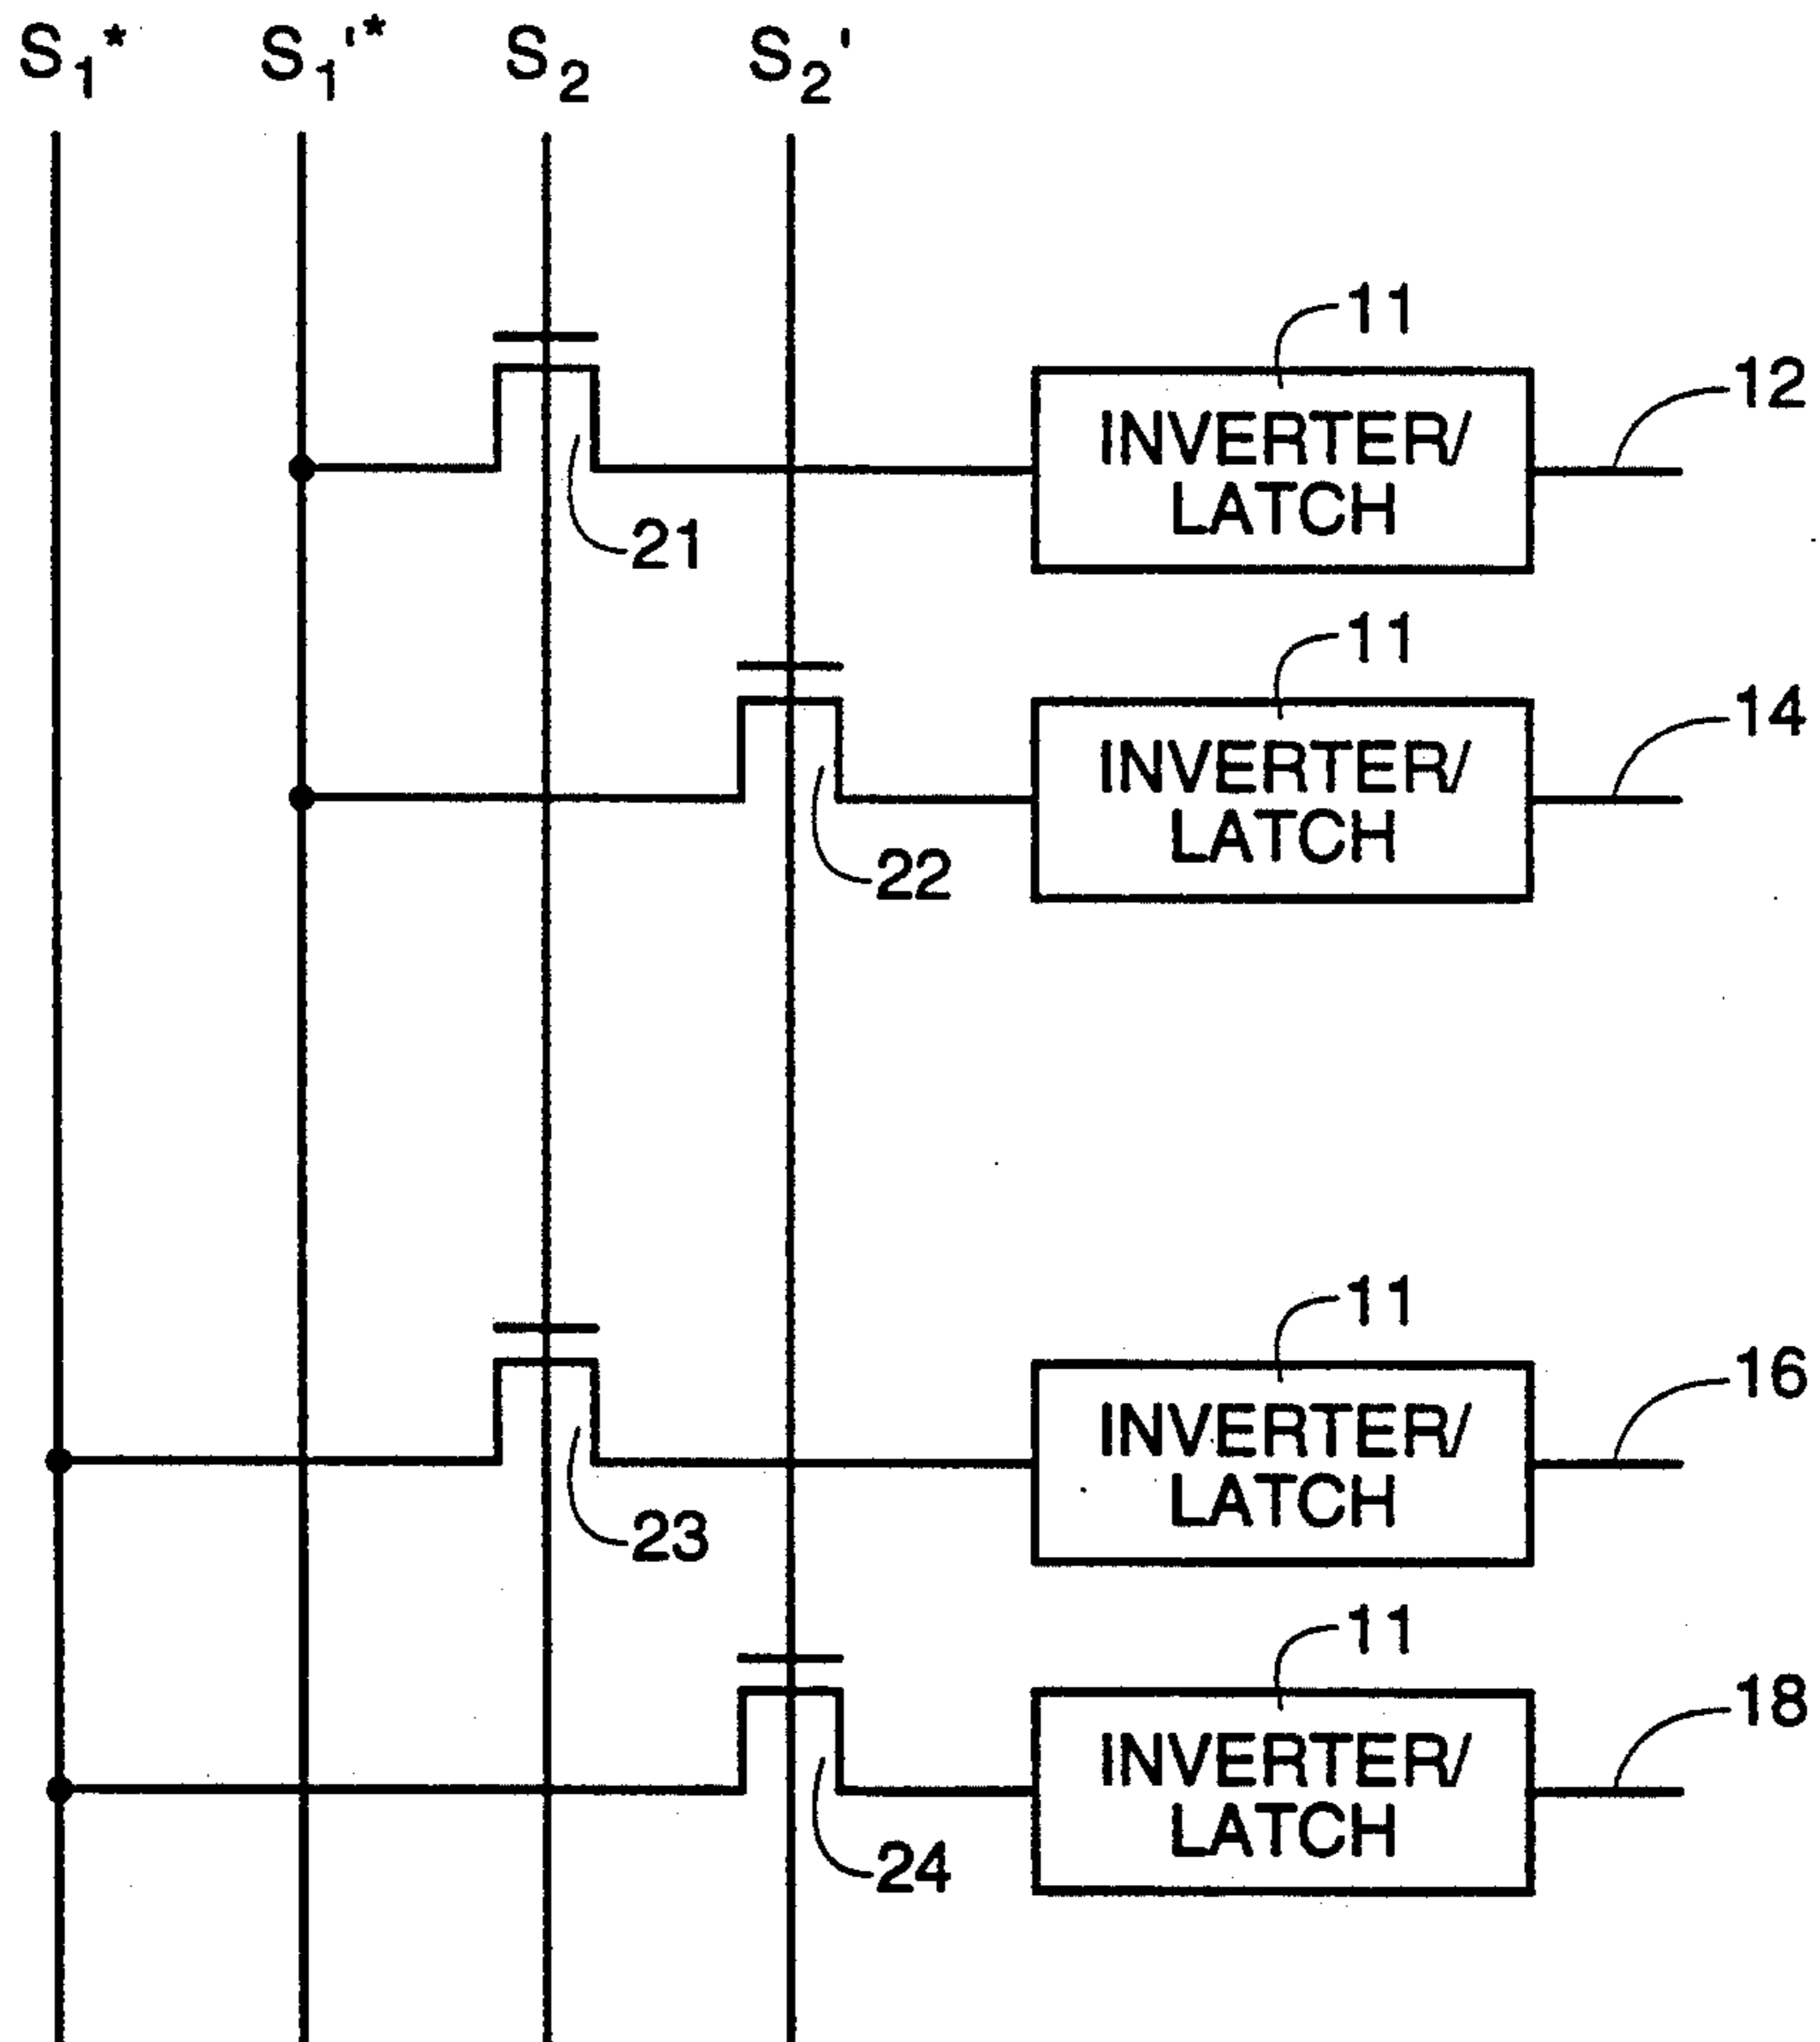 S₁* S₁'* S₂ S₂'
11
12
INVERTER/
LATCH
21
11
14
INVERTER/
LATCH
22
11
16
INVERTER/
LATCH
23
11
18
INVERTER/
LATCH
24